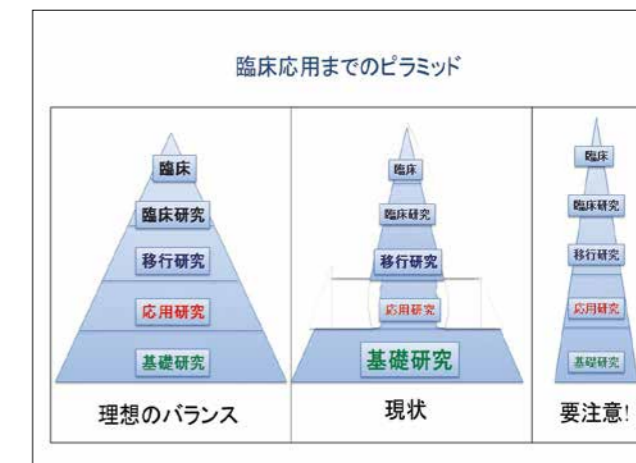 臨床応用までのピラミッド
臨床
臨床研究
移行研究
応用研究
基礎研究
理想のバランス
臨床
臨床研究
移行研究
応用研究
基礎研究
現状
臨床
臨床研究
移行研究
応用研究
基礎研究
要注意!